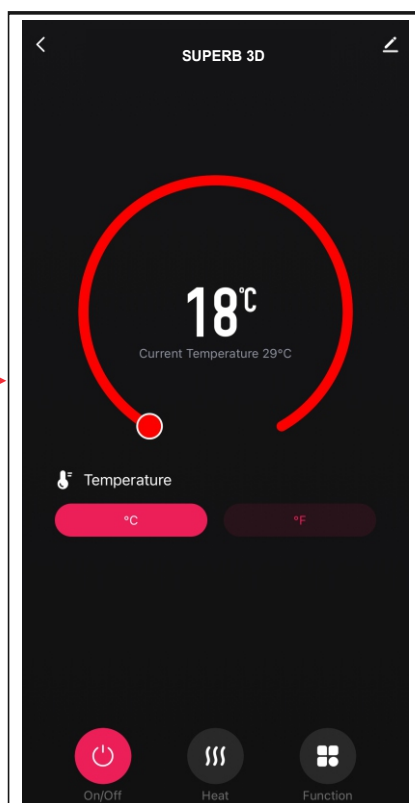 SUPERB 3D
18°C
Current Temperature 29°C
Temperature
°C
°F
On/Off
Heat
Function